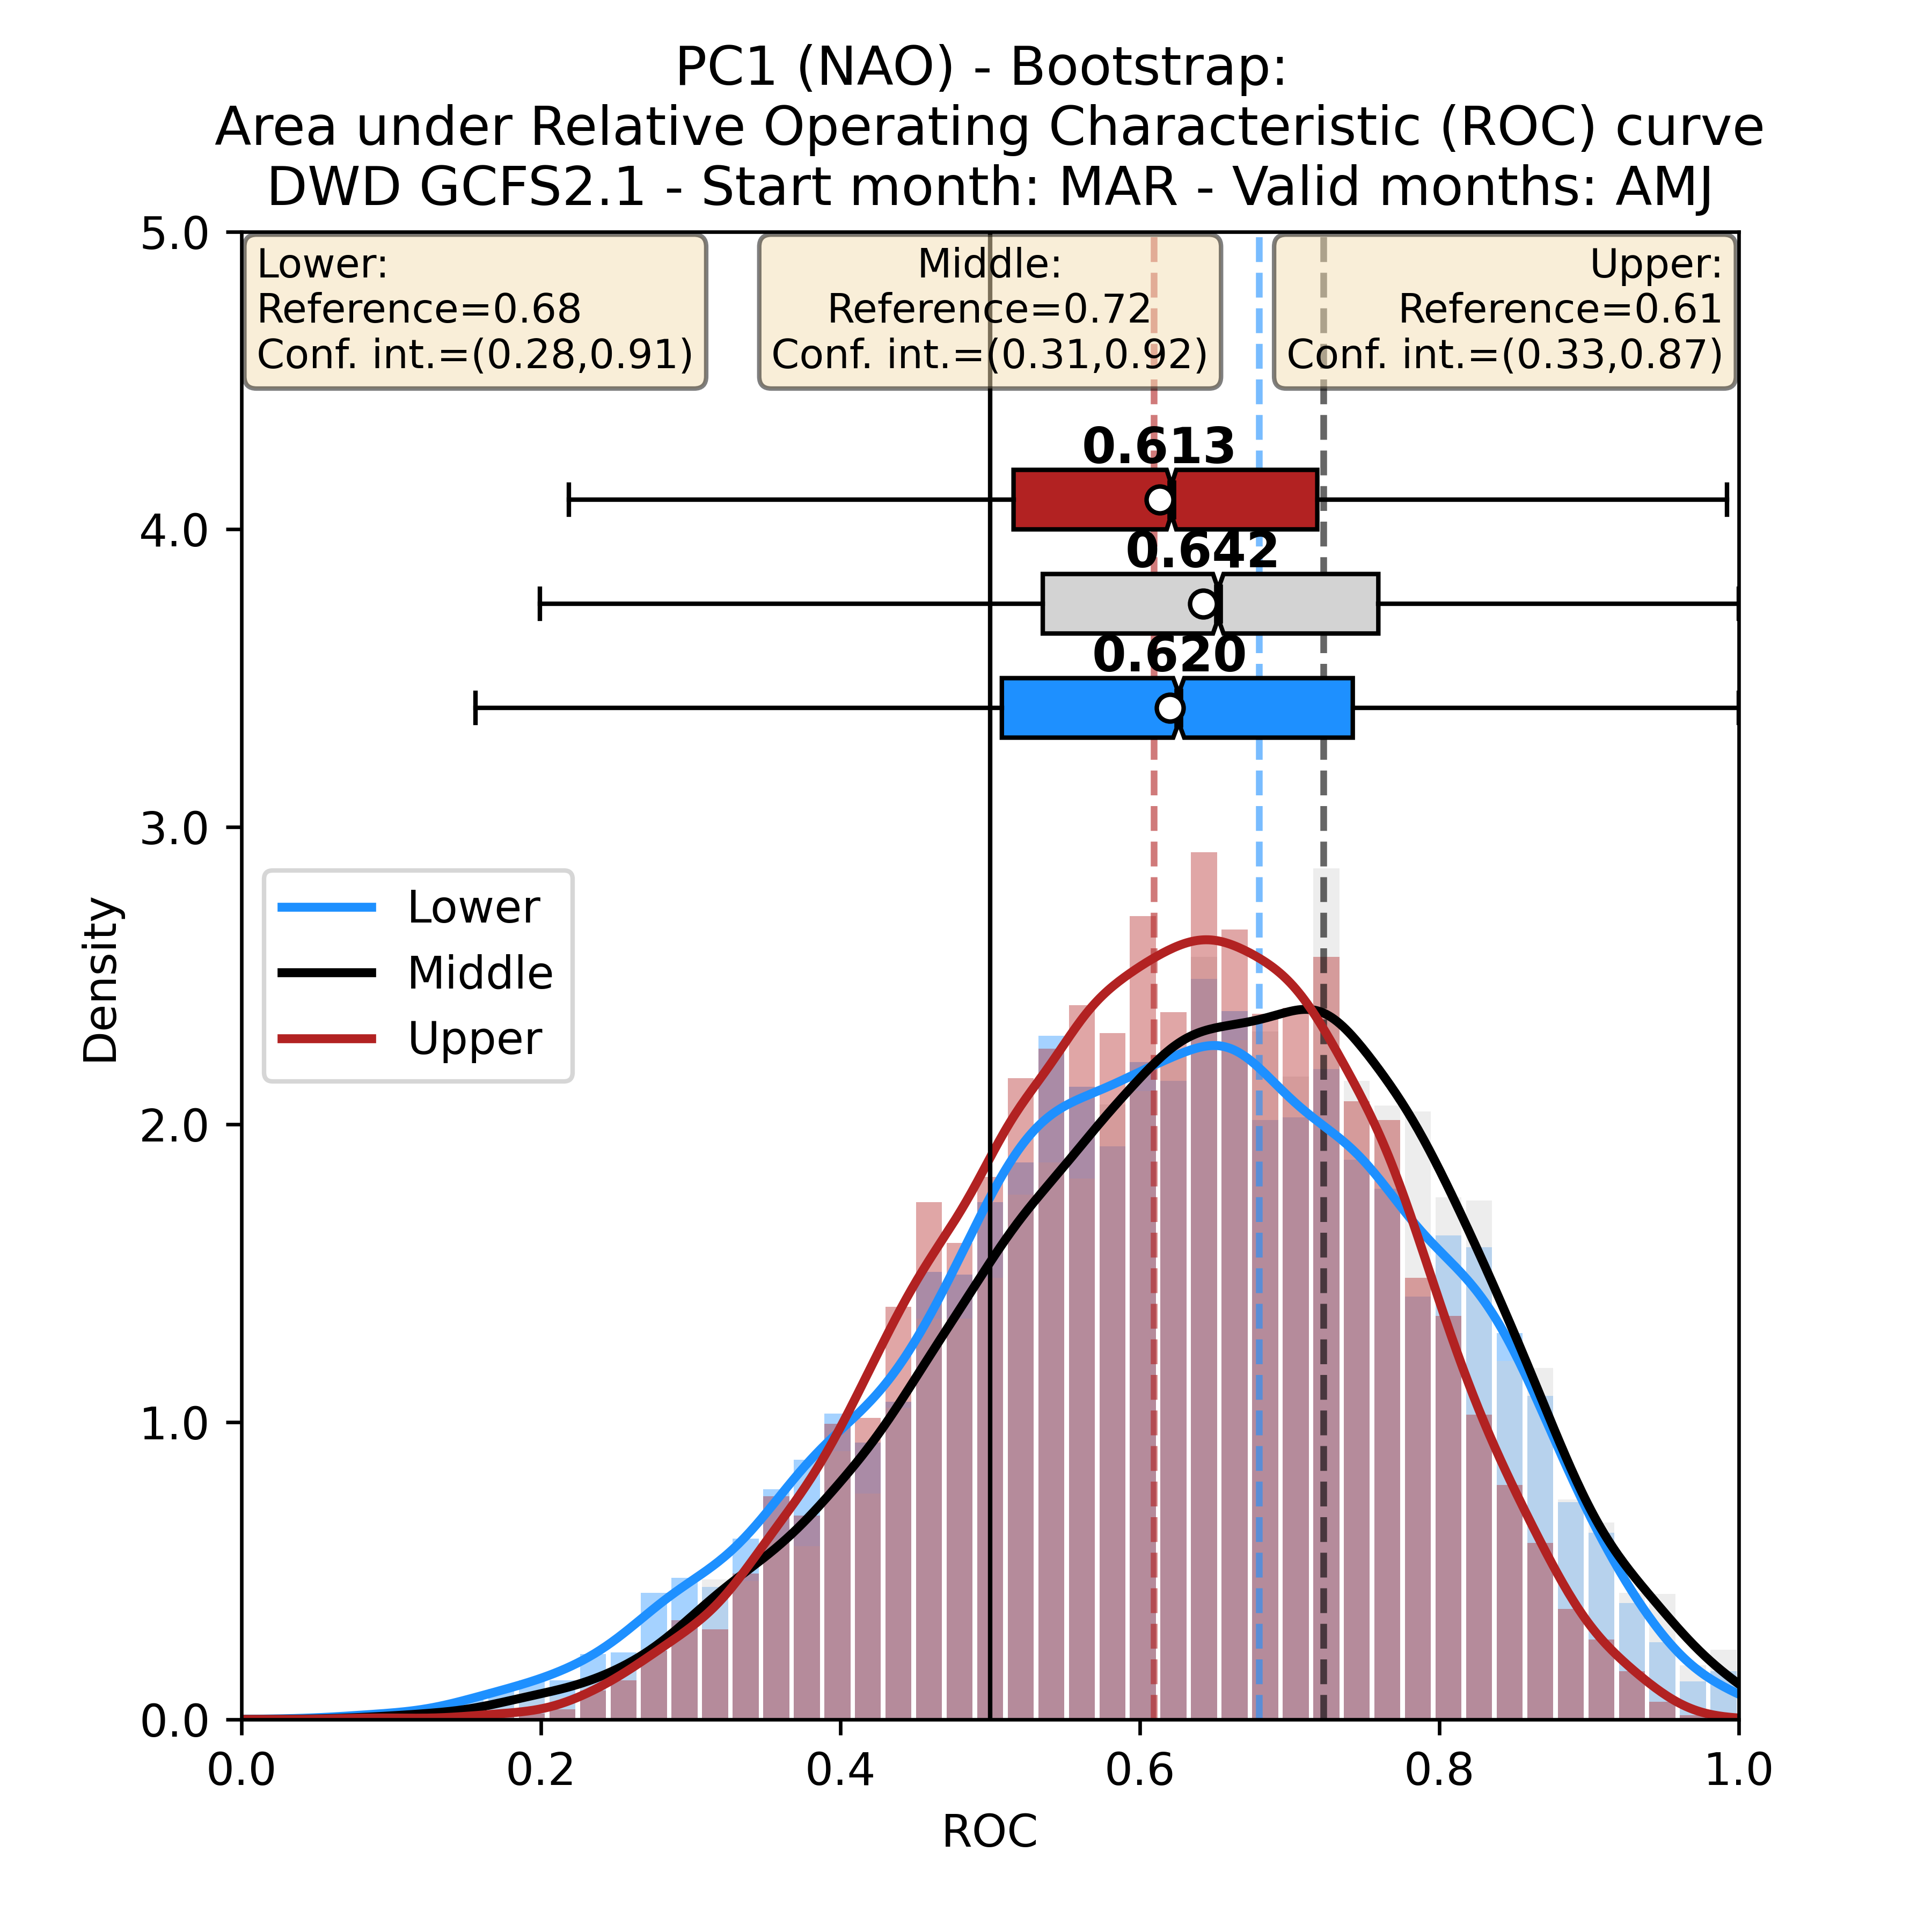 PC1 (NAO) - Bootstrap:
Area under Relative Operating Characteristic (ROC) curve
DWD GCFS2.1 - Start month: MAR - Valid months: AMJ
5.0
Lower:
Reference=0.68
Conf. int.=(0.28,0.91)
Middle:
Reference=0.72
Conf. int.=(0.31,0.92)
Upper:
Reference=0.61
Conf. int.=(0.33,0.87)
0.613
4.0
0.642
0.620
3.0
Density
Lower
Middle
Upper
2.0
1.0
0.0
0.0 0.2 0.4 0.6 0.8 1.0
ROC